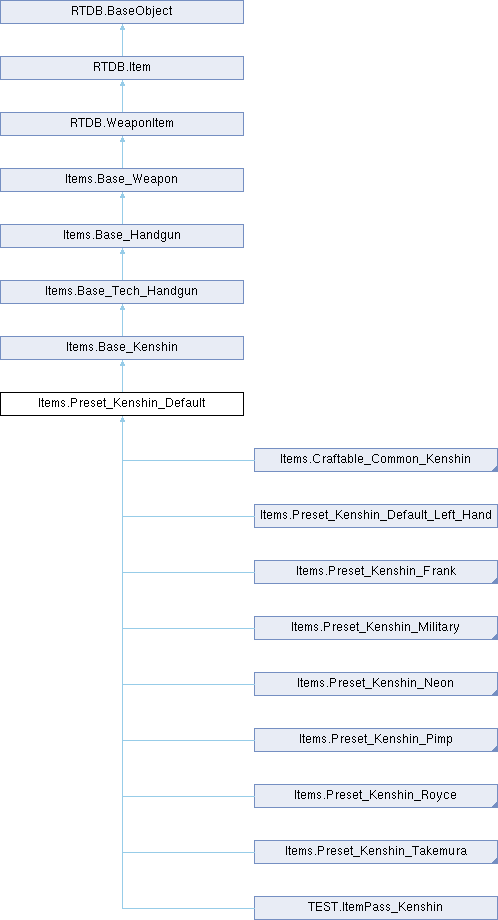 RTDB.BaseObject
RTDB.Item
RTDB.WeaponItem
Items.Base_Weapon
Items.Base_Handgun
Items.Base_Tech_Handgun
Items.Base_Kenshin
Items.Preset_Kenshin_Default
Items.Craftable_Common_Kenshin
Items.Preset_Kenshin_Default_Left_Hand
Items.Preset_Kenshin_Frank
Items.Preset_Kenshin_Military
Items.Preset_Kenshin_Neon
Items.Preset_Kenshin_Pimp
Items.Preset_Kenshin_Royce
Items.Preset_Kenshin_Takemura
TEST.ItemPass_Kenshin